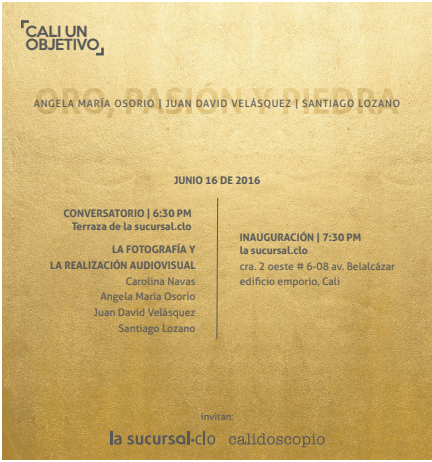 CALI UN
OBJETIVO
ORO, PASIÓN Y PIEDRA
ANGELA MARÍA OSORIO | JUAN DAVID VELÁSQUEZ | SANTIAGO LOZANO
JUNIO 16 DE 2016
CONVERSATORIO | 6:30 PM
Terraza de la sucursal.clo
LA FOTOGRAFÍA Y
LA REALIZACIÓN AUDIOVISUAL
Carolina Navas
Angela María Osorio
Juan David Velásquez
Santiago Lozano
INAUGURACIÓN | 7:30 PM
la sucursal.clo
cra. 2 oeste # 6-08 av. Belalcázar
edificio emporio, Cali
invitan:
la sucursal.clo calidoscopio